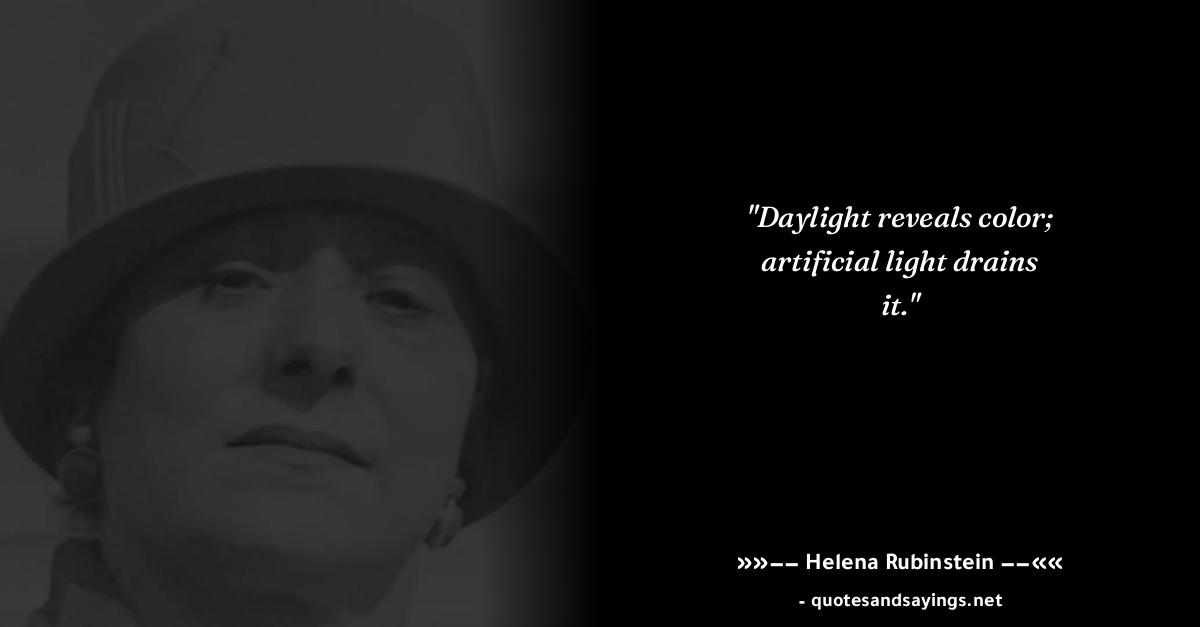 "Daylight reveals color;
artificial light drains
it."
»»−− Helena Rubinstein −−««
- quotesandsayings.net